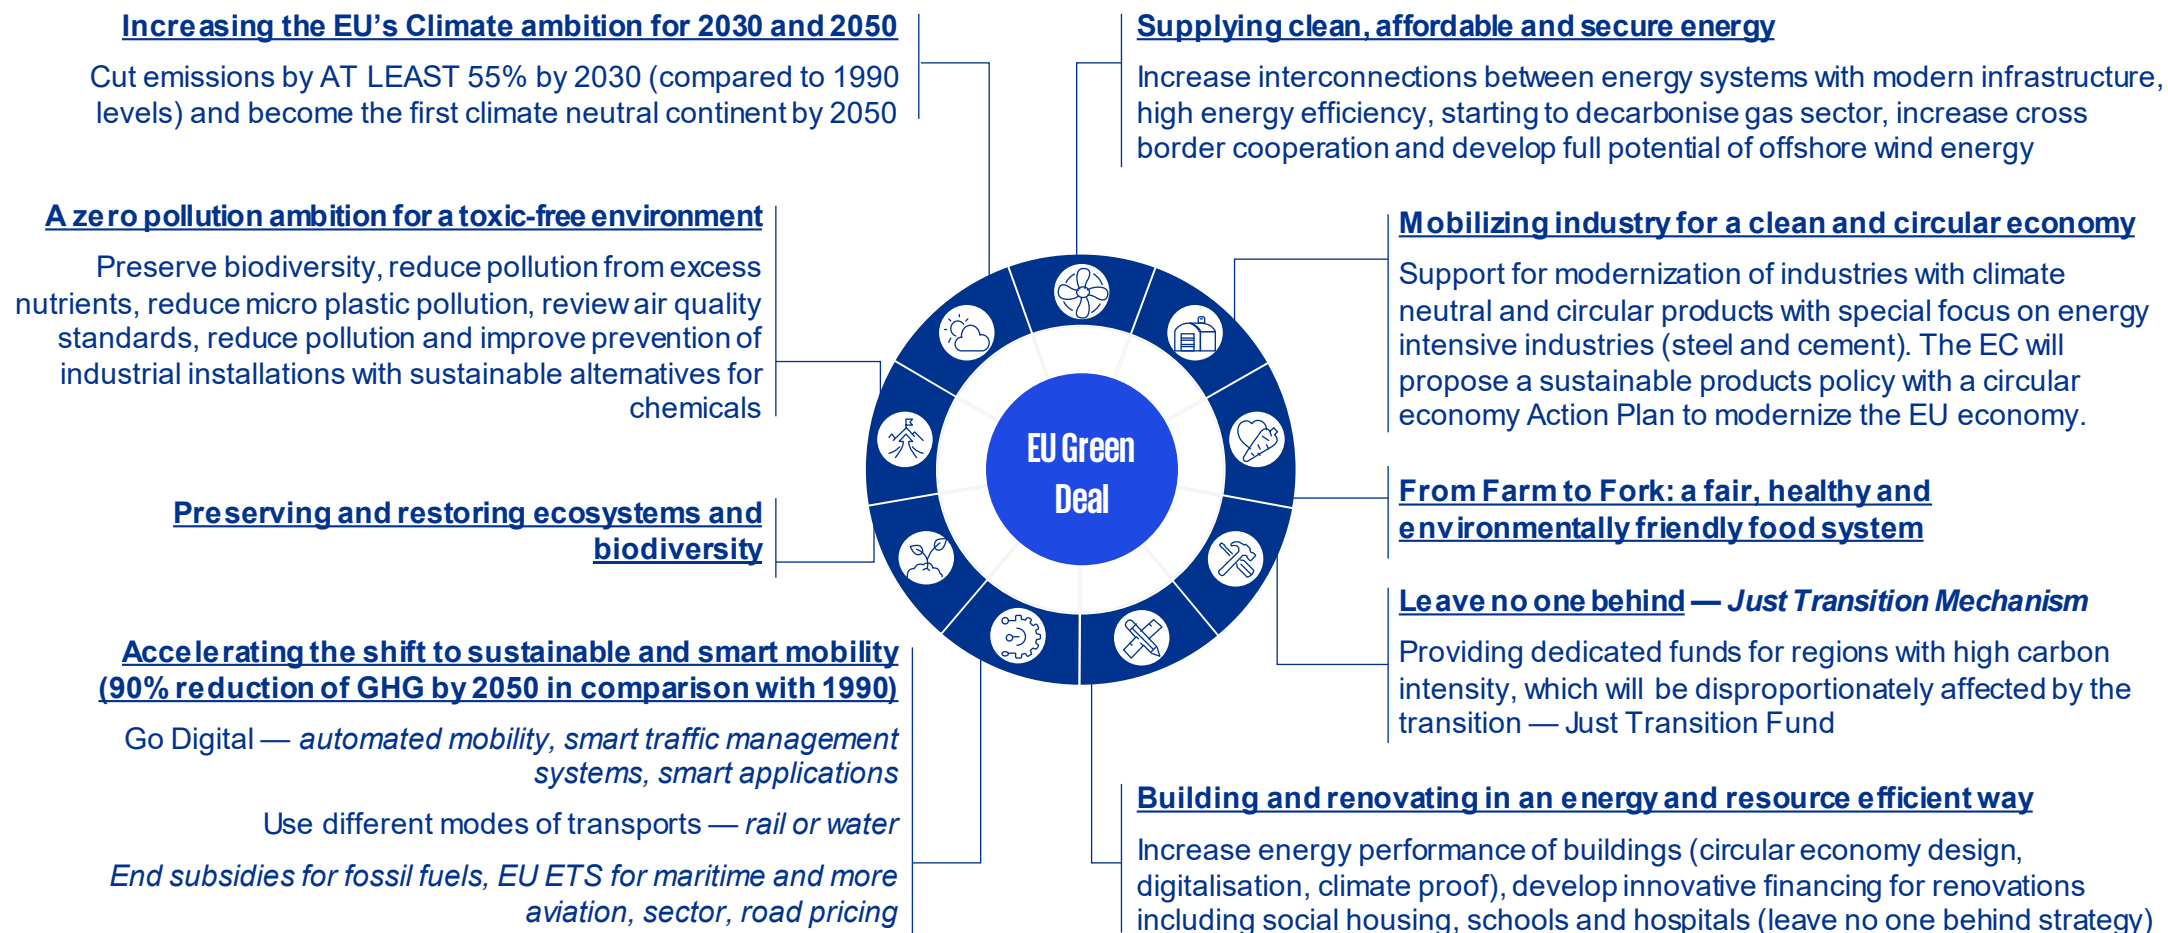 Increasing the EU's Climate ambition for 2030 and 2050
Cut emissions by AT LEAST 55% by 2030 (compared to 1990
levels) and become the first climate neutral continent by 2050
A zero pollution ambition for a toxic-free environment
Preserve biodiversity, reduce pollution from excess
nutrients, reduce micro plastic pollution, review air quality
standards, reduce pollution and improve prevention of
industrial installations with sustainable alternatives for
chemicals
Preserving and restoring ecosystems and
biodiversity
Accelerating the shift to sustainable and smart mobility
(90% reduction of GHG by 2050 in comparison with 1990)
Go Digital — automated mobility, smart traffic management
systems, smart applications
Use different modes of transports — rail or water
End subsidies for fossil fuels, EU ETS for maritime and more
aviation, sector, road pricing
EU Green
Deal
Supplying clean, affordable and secure energy
Increase interconnections between energy systems with modern infrastructure,
high energy efficiency, starting to decarbonise gas sector, increase cross
border cooperation and develop full potential of offshore wind energy
Mobilizing industry for a clean and circular economy
Support for modernization of industries with climate
neutral and circular products with special focus on energy
intensive industries (steel and cement). The EC will
propose a sustainable products policy with a circular
economy Action Plan to modernize the EU economy.
From Farm to Fork: a fair, healthy and
environmentally friendly food system
Leave no one behind — Just Transition Mechanism
Providing dedicated funds for regions with high carbon
intensity, which will be disproportionately affected by the
transition — Just Transition Fund
Building and renovating in an energy and resource efficient way
Increase energy performance of buildings (circular economy design,
digitalisation, climate proof), develop innovative financing for renovations
including social housing, schools and hospitals (leave no one behind strategy)